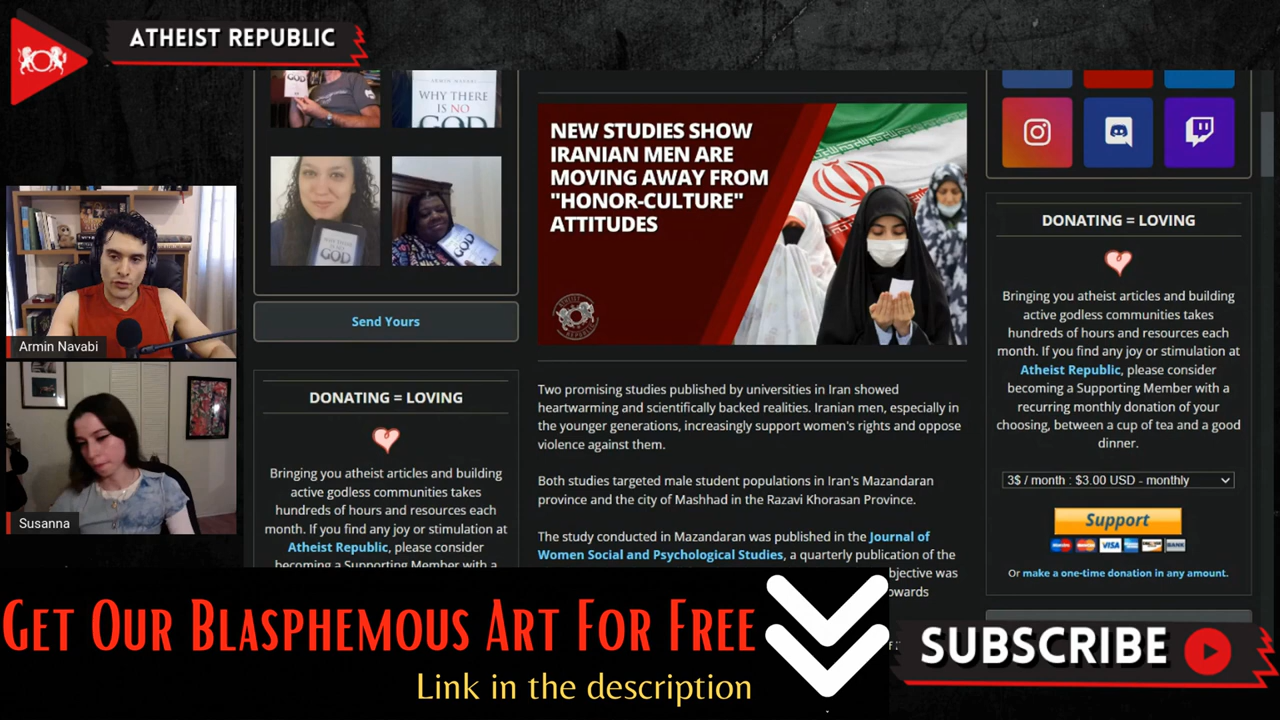 ATHEIST REPUBLIC
WHY THERE
IS NO
GOD
GOD
NEW STUDIES SHOW
IRANIAN MEN ARE
MOVING AWAY FROM
"HONOR-CULTURE"
ATTITUDES
DONATING = LOVING
Bringing you atheist articles and building
active godless communities takes
hundreds of hours and resources each
month. If you find any joy or stimulation at
Atheist Republic, please consider
becoming a Supporting Member with a
recurring monthly donation of your
choosing, between a cup of tea and a good
dinner.
3$ / month : $3.00 USD - monthly
Support
VISA
BANK
Or make a one-time donation in any amount.
Armin Navabi
Susanna
Send Yours
DONATING = LOVING
Bringing you atheist articles and building
active godless communities takes
hundreds of hours and resources each
month. If you find any joy or stimulation at
Atheist Republic, please consider
becoming a Supporting Member with a
Two promising studies published by universities in Iran showed
heartwarming and scientifically backed realities. Iranian men, especially in
the younger generations, increasingly support women's rights and oppose
violence against them.
Both studies targeted male student populations in Iran's Mazandaran
province and the city of Mashhad in the Razavi Khorasan Province.
The study conducted in Mazandaran was published in the Journal of
Women Social and Psychological Studies, a quarterly publication of the
bjective was
owards
GET OUR BLASPHEMOUS ART FOR FREE
Link in the description
SUBSCRIBE